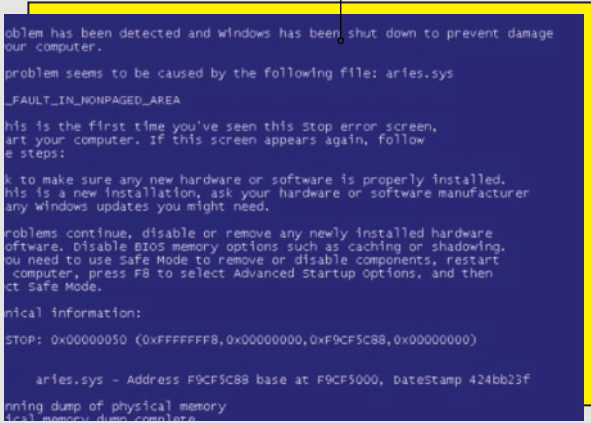 oblem has been detected and Windows has been shut down to prevent damage
our computer.
problem seems to be caused by the following file: aries.sys
_FAULT_IN_NONPAGED_AREA
his is the first time you've seen this Stop error screen,
art your computer. If this screen appears again, follow
e steps:
k to make sure any new hardware or software is properly installed.
his is a new installation, ask your hardware or software manufacturer
any Windows updates you might need.
roblems continue, disable or remove any newly installed hardware
oftware. Disable BIOS memory options such as caching or shadowing.
ou need to use Safe Mode to remove or disable components, restart
computer, press F8 to select Advanced Startup Options, and then
ct Safe Mode.
nical information:
STOP: 0x00000050 (0xFFFFFFF8,0x00000000,0xF9CF5C88,0x00000000)
aries.sys - Address F9CF5C88 base at F9CF5000, DateStamp 424bb23f
nning dump of physical memory
ical memory dump complete